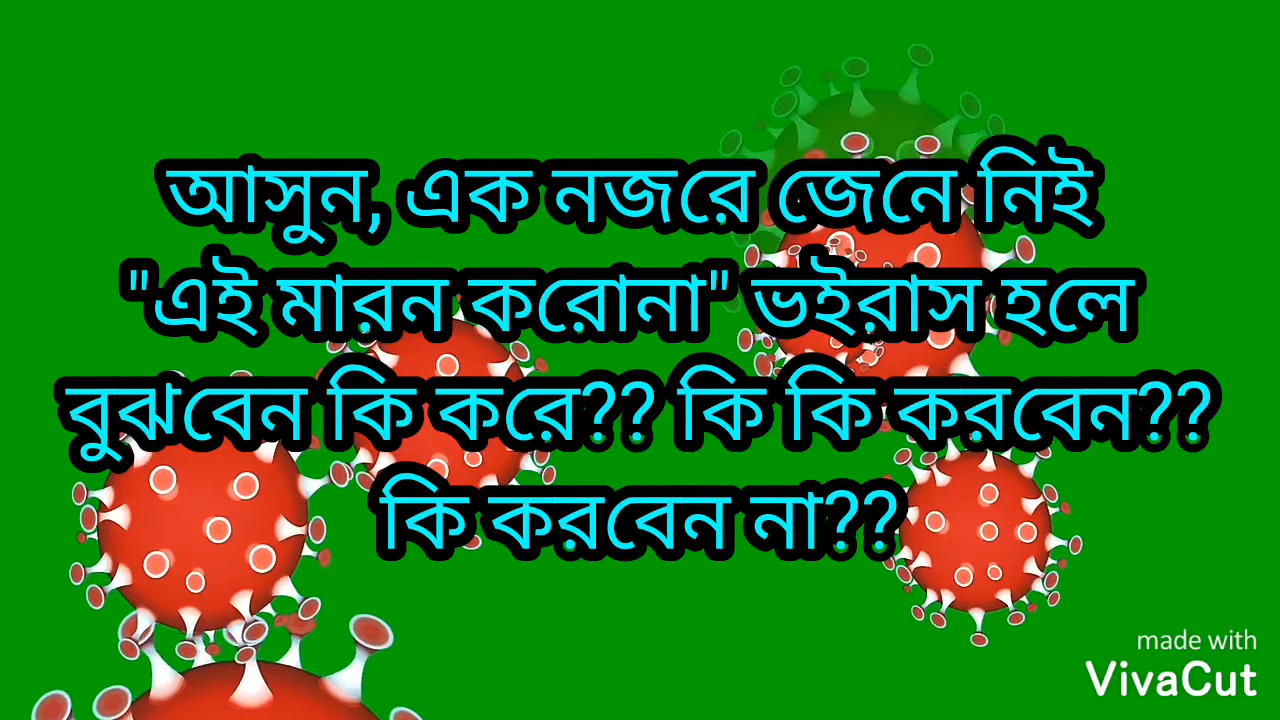 আসুন, এক নজরে জেনে নিই
"এই মারন করোনা" ভইরাস হলে
বুঝবেন কি করে?? কি কি করবেন??
কি করবেন না??
made with
VivaCut